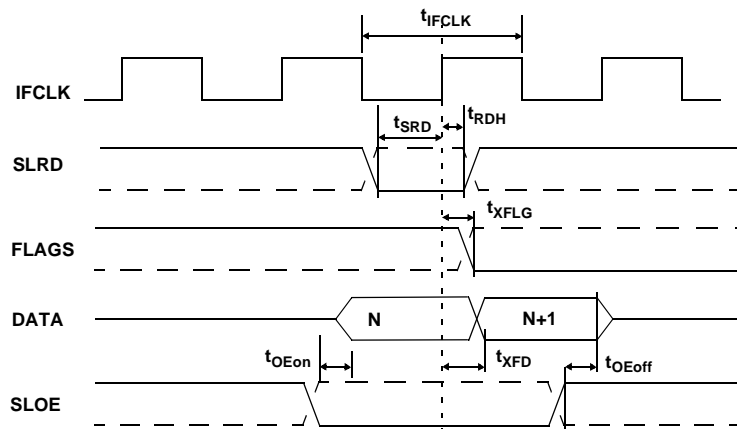 tIFCLK
IFCLK
tSRD
tRDH
SLRD
tXFLG
FLAGS
DATA
N
N+1
tOEon
tXFD
tOEoff
SLOE